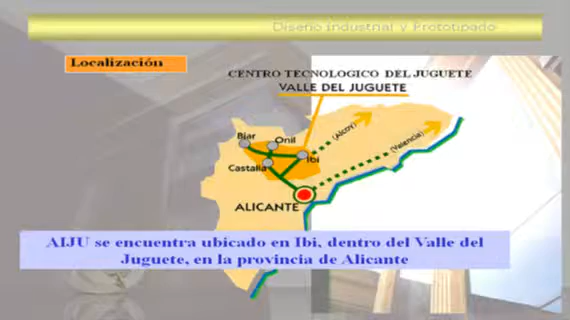 Diseño industrial y Prototipado
Localización
CENTRO TECNOLOGICO DEL JUGUETE
VALLE DEL JUGUETE
Biar
Onil
(Alcoy)
(Valencia)
Ibi
Castalla
ALICANTE
AIJU se encuentra ubicado en Ibi, dentro del Valle del
Juguete, en la provincia de Alicante